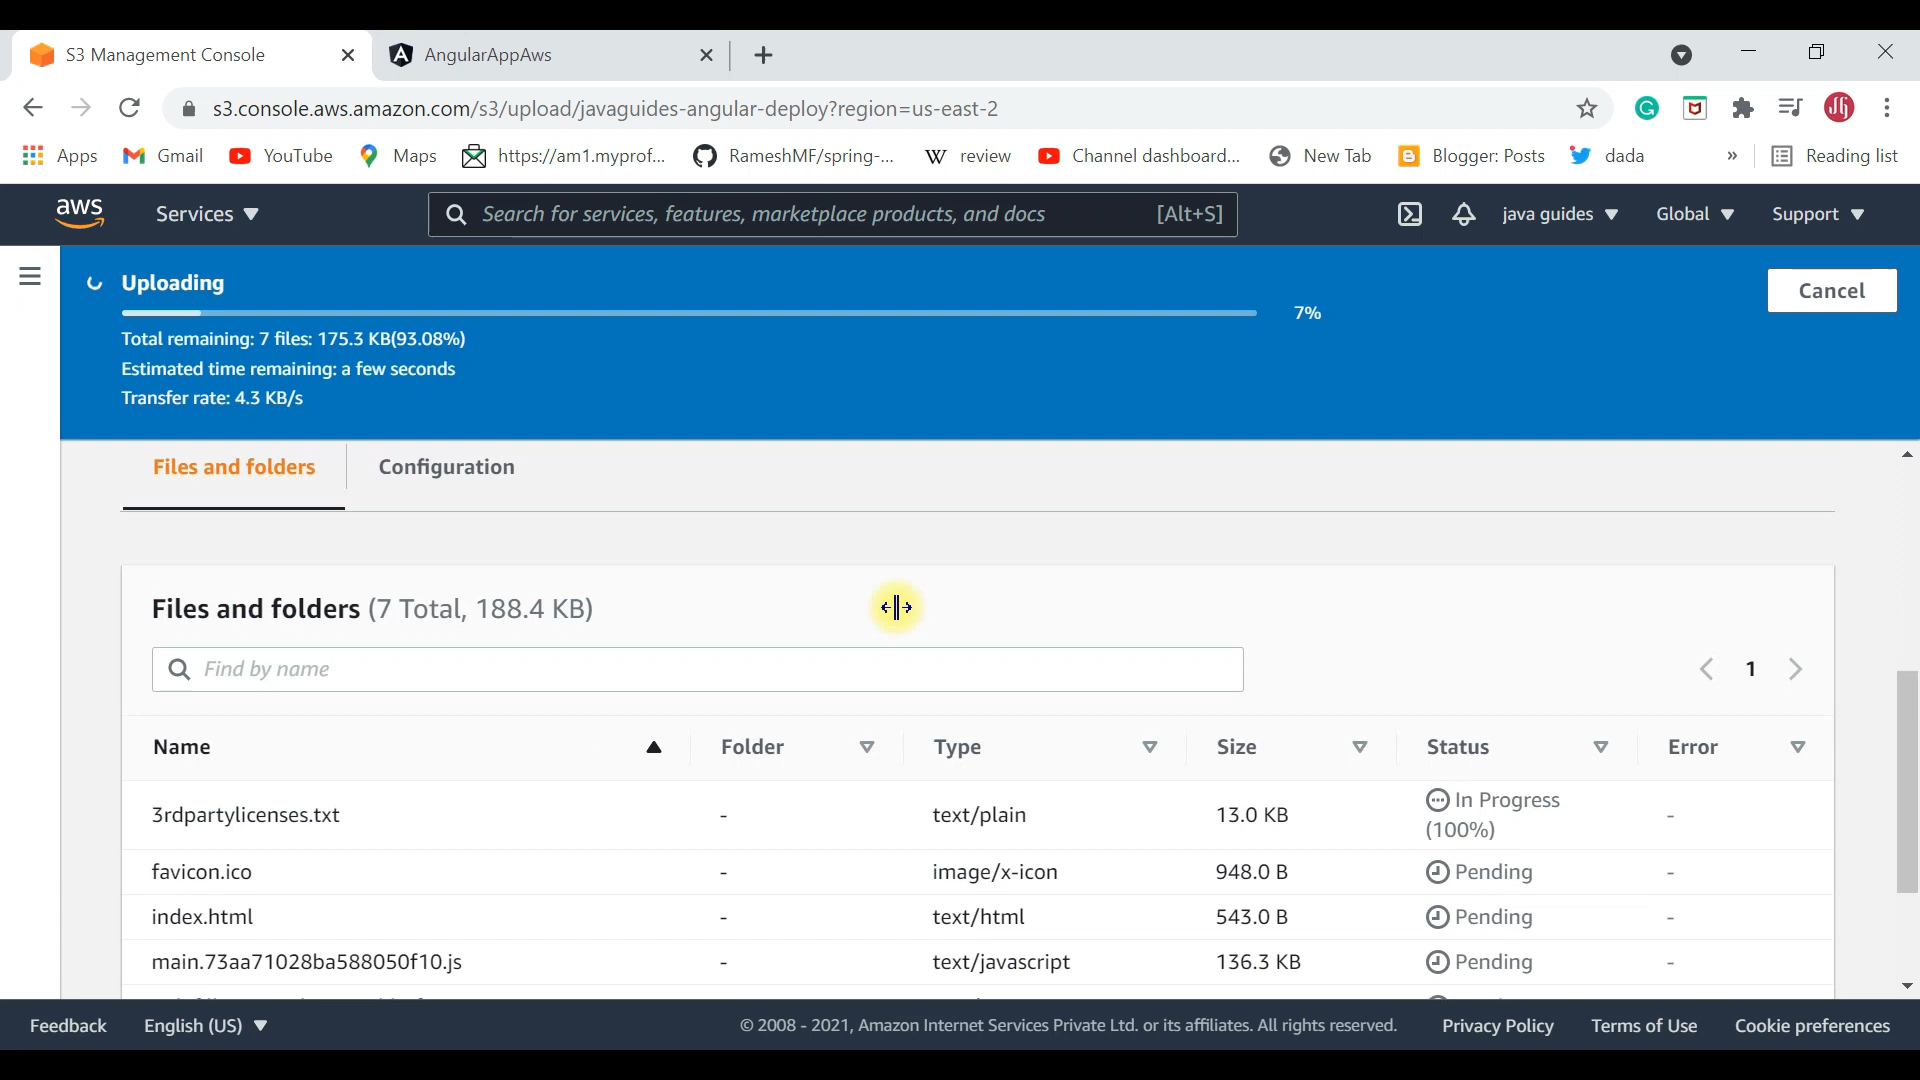 S3 Management Console
AngularAppAws
s3.console.aws.amazon.com/s3/upload/javaguides-angular-deploy?region=us-east-2
Apps Gmail YouTube Maps https://am1.myprof... RameshMF/spring-... W review Channel dashboard... New Tab Blogger: Posts dada » Reading list
aws Services Search for services, features, marketplace products, and docs [Alt+S] java guides Global Support
Uploading
Cancel
7%
Total remaining: 7 files: 175.3 KB(93.08%)
Estimated time remaining: a few seconds
Transfer rate: 4.3 KB/s
Files and folders Configuration
Files and folders (7 Total, 188.4 KB)
Find by name
1
Name Folder Type Size Status Error
3rdpartylicenses.txt - text/plain 13.0 KB In Progress (100%) -
favicon.ico - image/x-icon 948.0 B Pending -
index.html - text/html 543.0 B Pending -
main.73aa71028ba588050f10.js - text/javascript 136.3 KB Pending -
Feedback English (US) © 2008 - 2021, Amazon Internet Services Private Ltd. or its affiliates. All rights reserved. Privacy Policy Terms of Use Cookie preferences